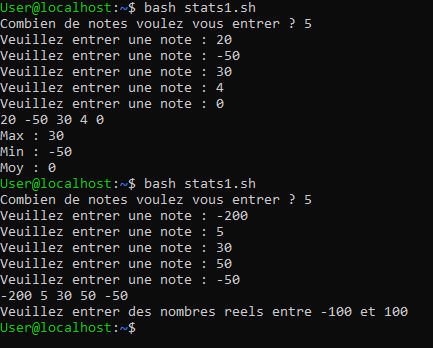 User@localhost:~$ bash stats1.sh
Combien de notes voulez vous entrer ? 5
Veuillez entrer une note : 20
Veuillez entrer une note : -50
Veuillez entrer une note : 30
Veuillez entrer une note : 4
Veuillez entrer une note : 0
20 -50 30 4 0
Max : 30
Min : -50
Moy : 0
User@localhost:~$ bash stats1.sh
Combien de notes voulez vous entrer ? 5
Veuillez entrer une note : -200
Veuillez entrer une note : 5
Veuillez entrer une note : 30
Veuillez entrer une note : 50
Veuillez entrer une note : -50
-200 5 30 50 -50
Veuillez entrer des nombres reels entre -100 et 100
User@localhost:~$